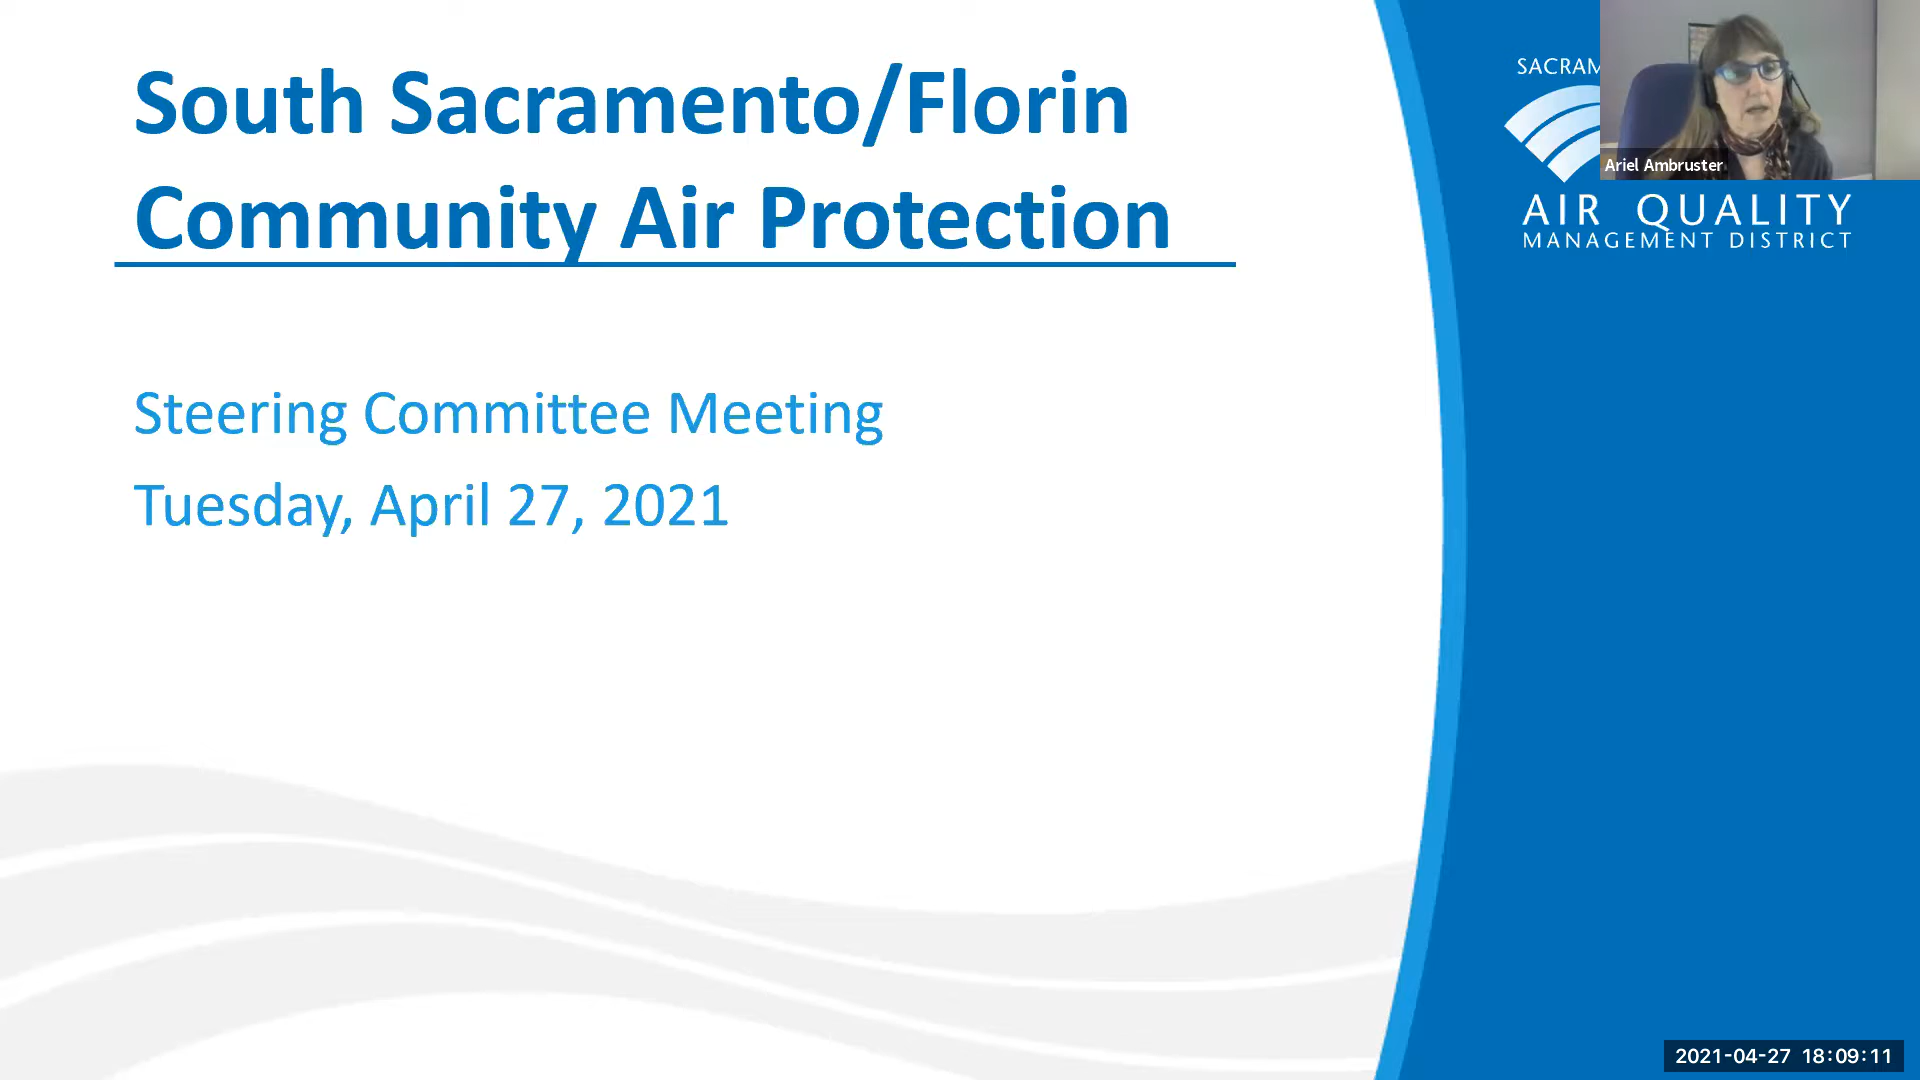 South Sacramento/Florin
Community Air Protection
Steering Committee Meeting
Tuesday, April 27, 2021
SACRAM
AIR QUALITY
MANAGEMENT DISTRICT
Ariel Ambruster
2021-04-27 18:09:11